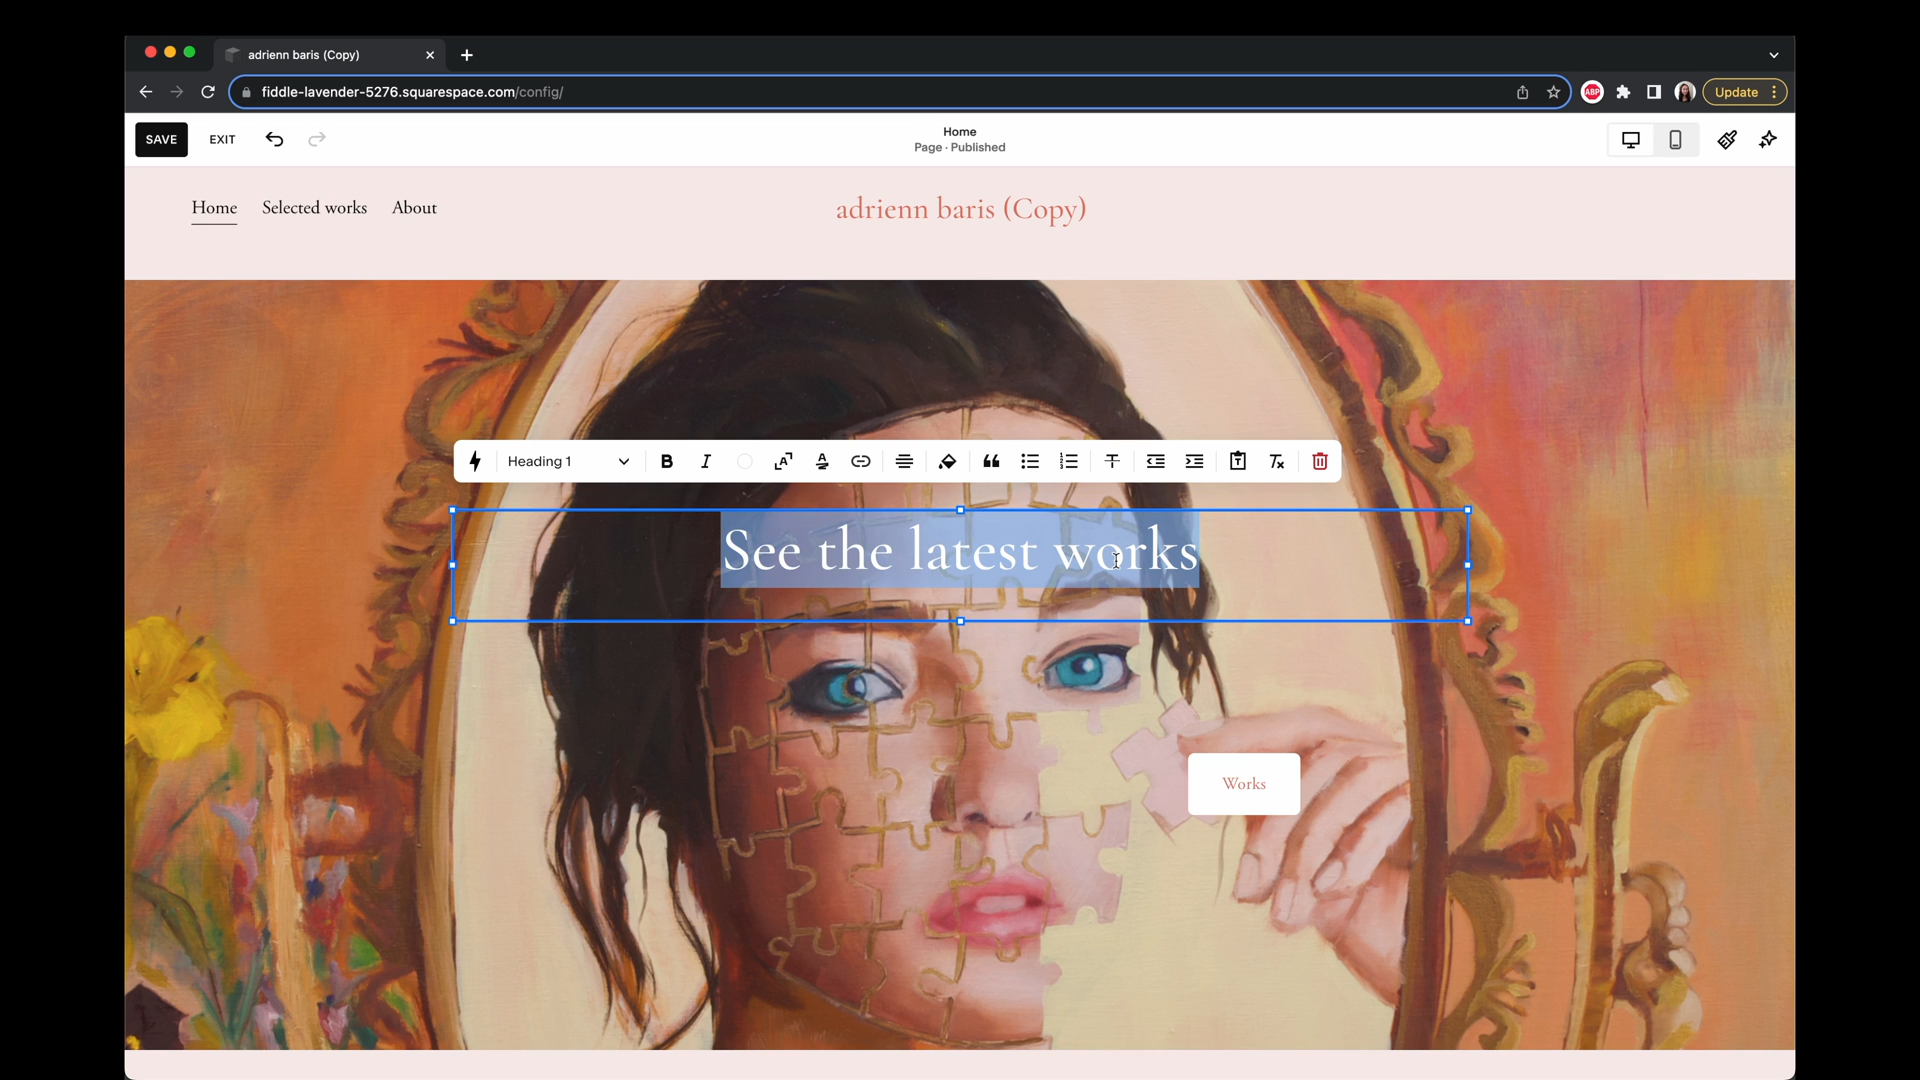 adrienn baris (Copy)
fiddle-lavender-5276.squarespace.com/config/
ABP
Update
SAVE
EXIT
Home
Page · Published
Home
Selected works
About
adrienn baris (Copy)
Heading 1
See the latest works
Works